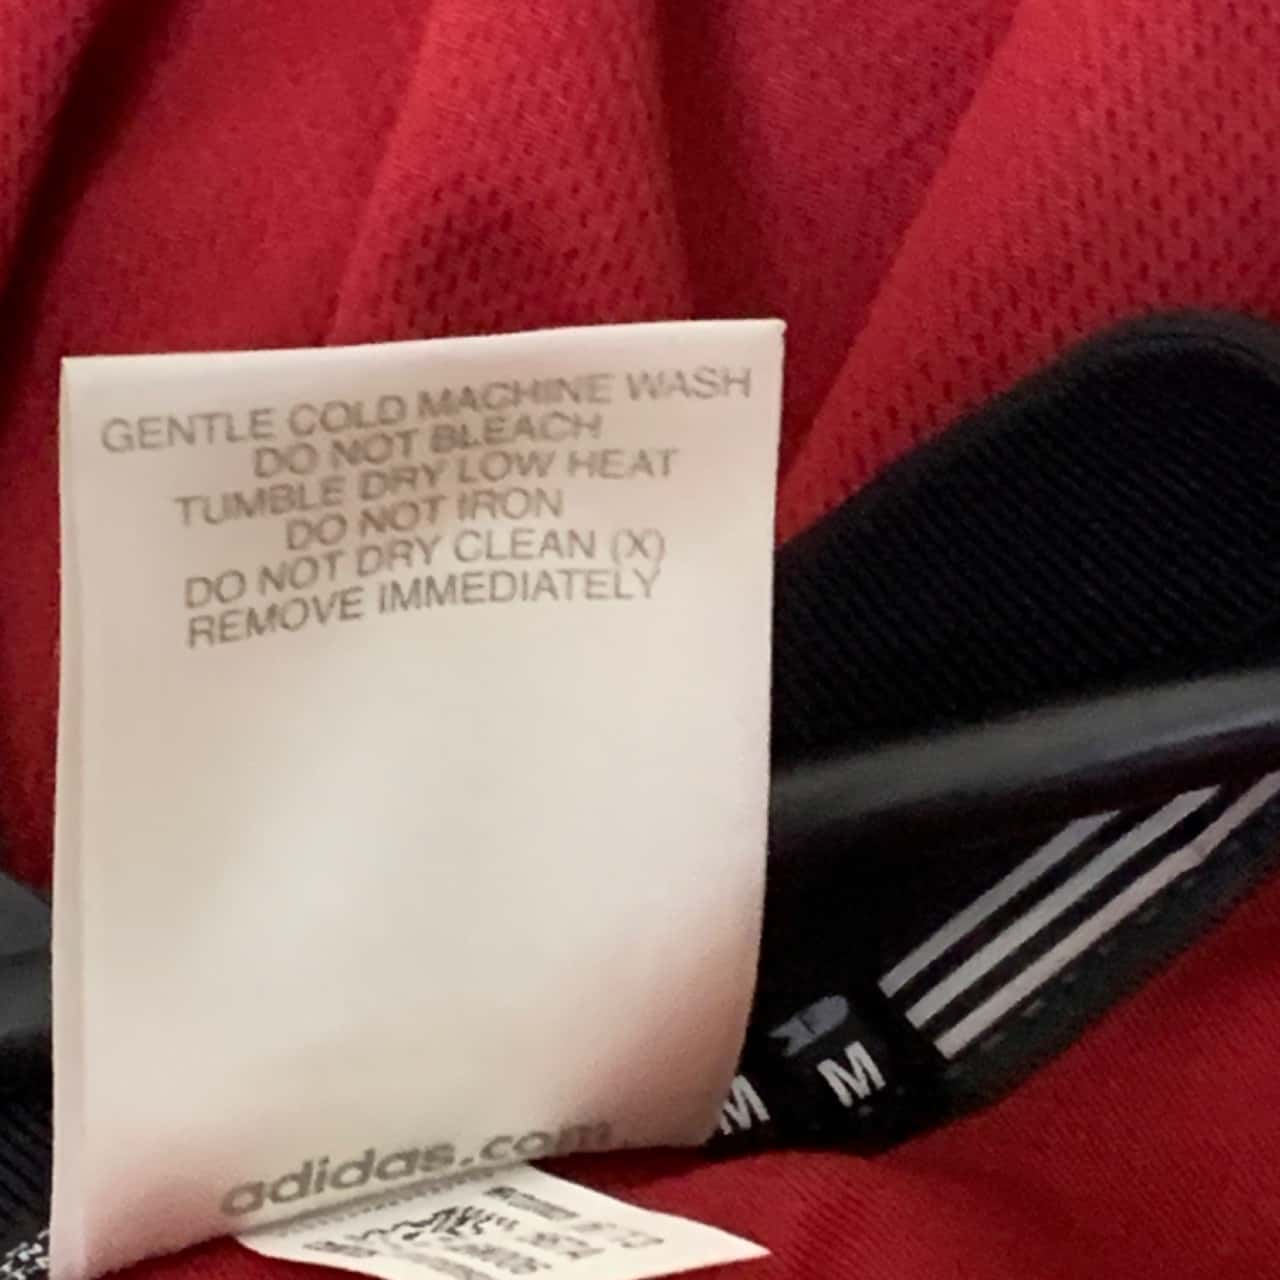 GENTLE COLD MACHINE WASH
DO NOT BLEACH
TUMBLE DRY LOW HEAT
DO NOT IRON
DO NOT DRY CLEAN (X)
REMOVE IMMEDIATELY
adidas.com
M
M